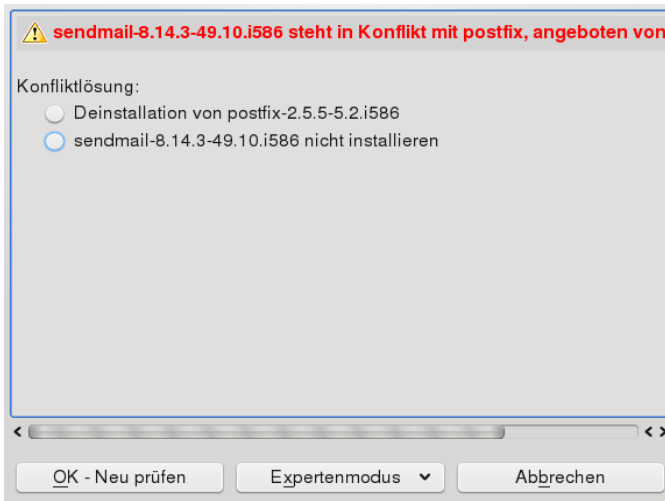 sendmail-8.14.3-49.10.i586 steht in Konflikt mit postfix, angeboten von
Konfliktlösung:
Deinstallation von postfix-2.5.5-5.2.i586
sendmail-8.14.3-49.10.i586 nicht installieren
OK - Neu prüfen
Expertenmodus
Abbrechen